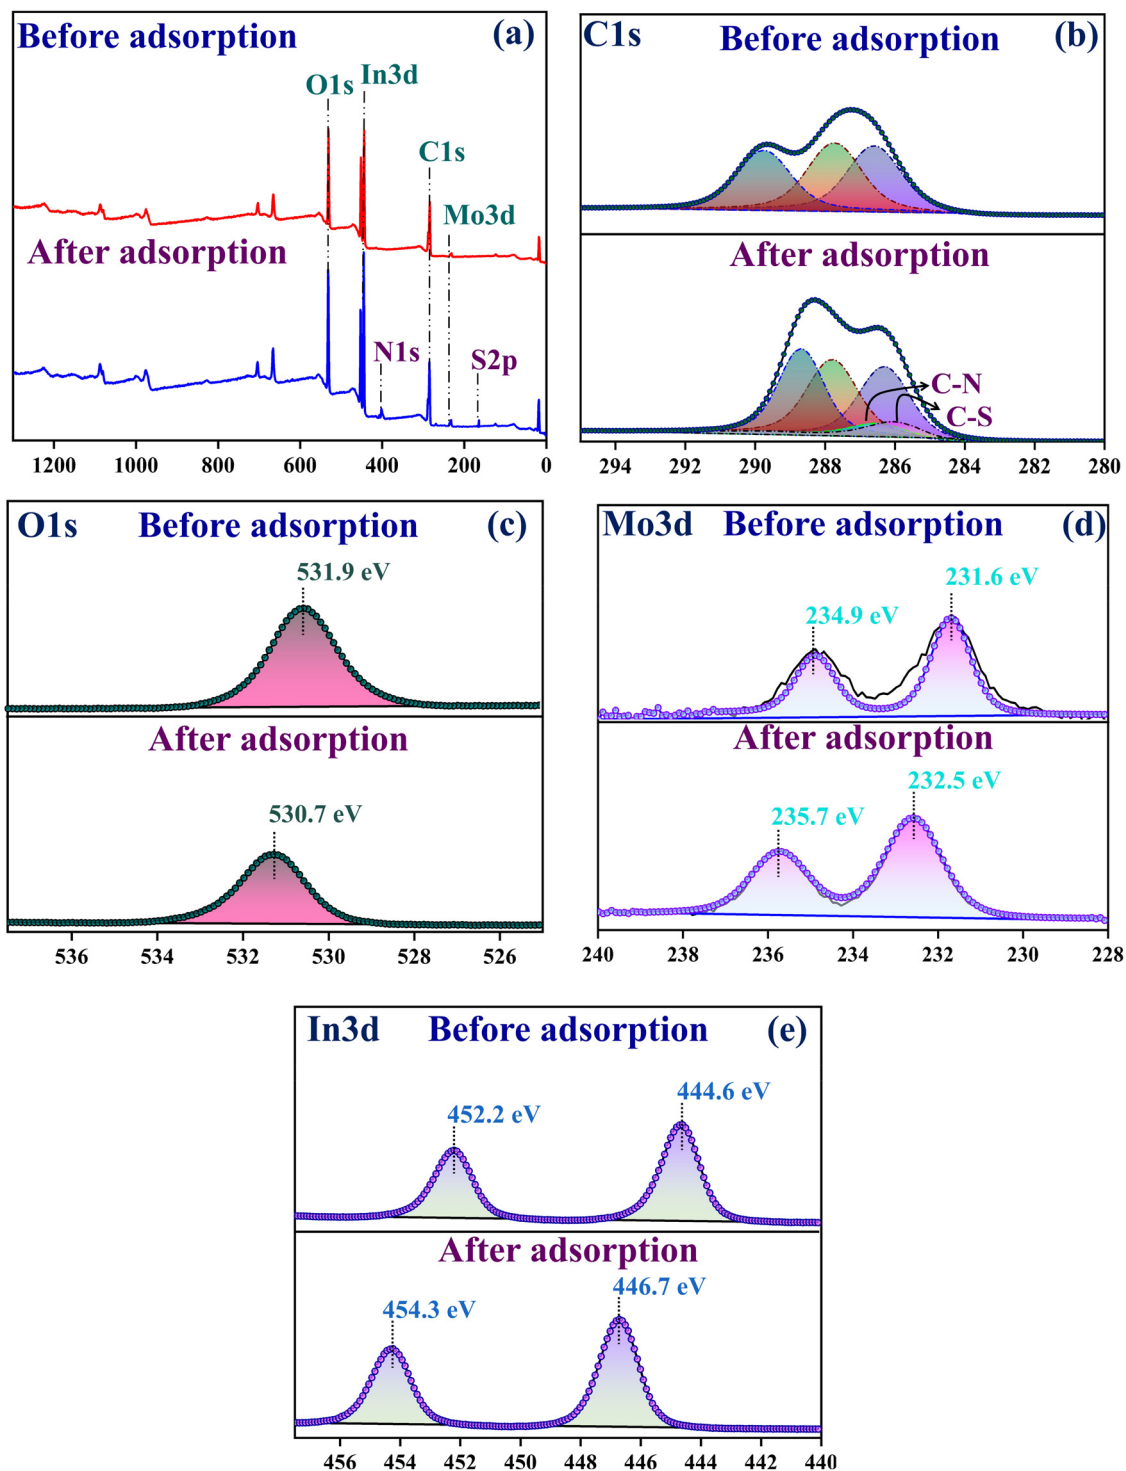 Before adsorption (a)
O1s In3d
C1s
Mo3d
After adsorption
N1s S2p
1200 1000 800 600 400 200 0
C1s Before adsorption (b)
After adsorption
C-N
C-S
294 292 290 288 286 284 282 280
O1s Before adsorption (c)
531.9 eV
After adsorption
530.7 eV
536 534 531 530 528 526
Mo3d Before adsorption (d)
231.6 eV
234.9 eV
After adsorption
232.5 eV
235.7 eV
240 238 236 234 232 230 228
In3d Before adsorption (e)
444.6 eV
452.2 eV
After adsorption
446.7 eV
454.3 eV
456 454 452 450 448 446 444 442 440